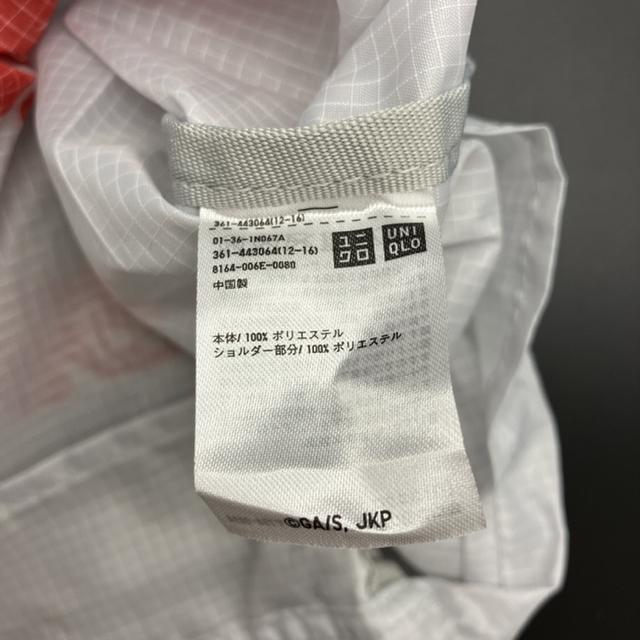 361-443064(12-16)
01-36-1N067A
361-443064(12-16)
8164-006E-0080
中国製
ユニ
クロ
UNI
QLO
本体/ 100% ポリエステル
ショルダー部分/ 100% ポリエステル
©GA/S, JKP